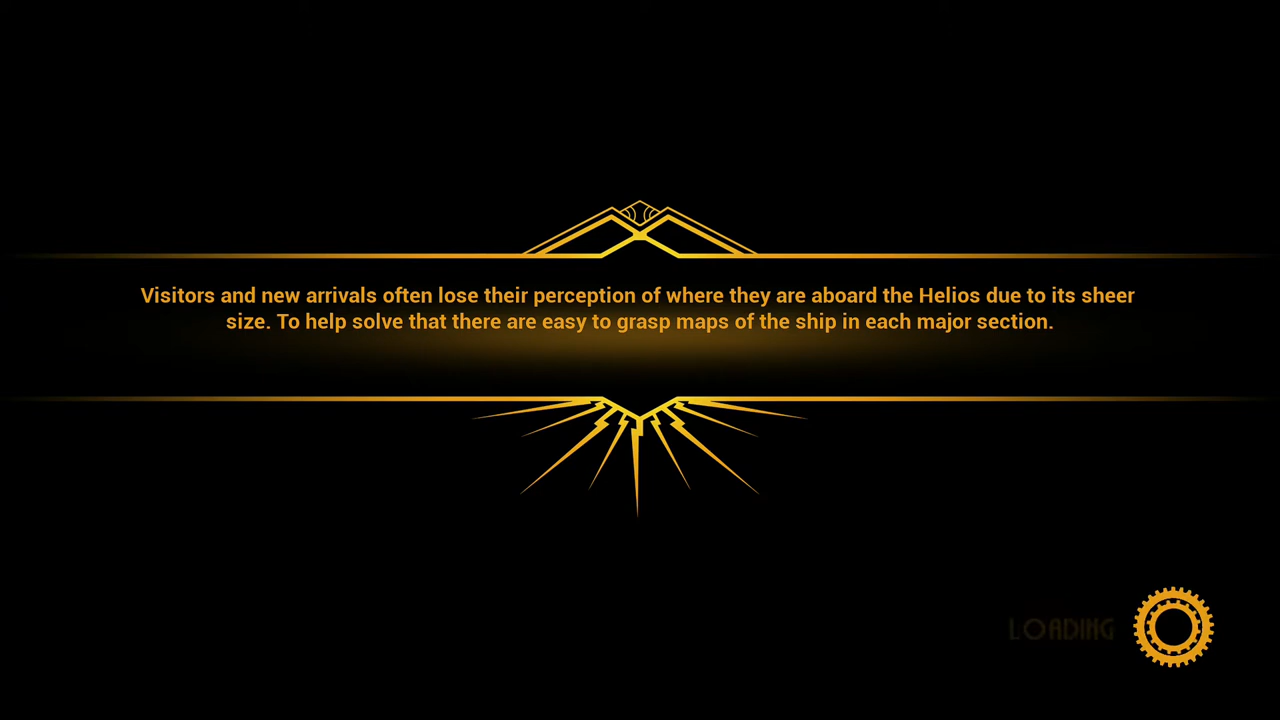 Visitors and new arrivals often lose their perception of where they are aboard the Helios due to its sheer
size. To help solve that there are easy to grasp maps of the ship in each major section.
LOADING